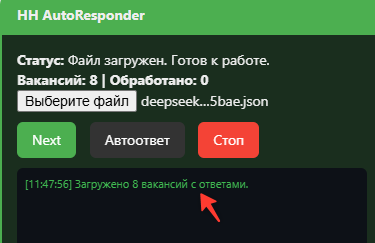 HH AutoResponder
Статус: Файл загружен. Готов к работе.
Вакансий: 8 | Обработано: 0
Выберите файл deepseek...5bae.json
Next Автоответ Стоп
[11:47:56] Загружено 8 вакансий с ответами.